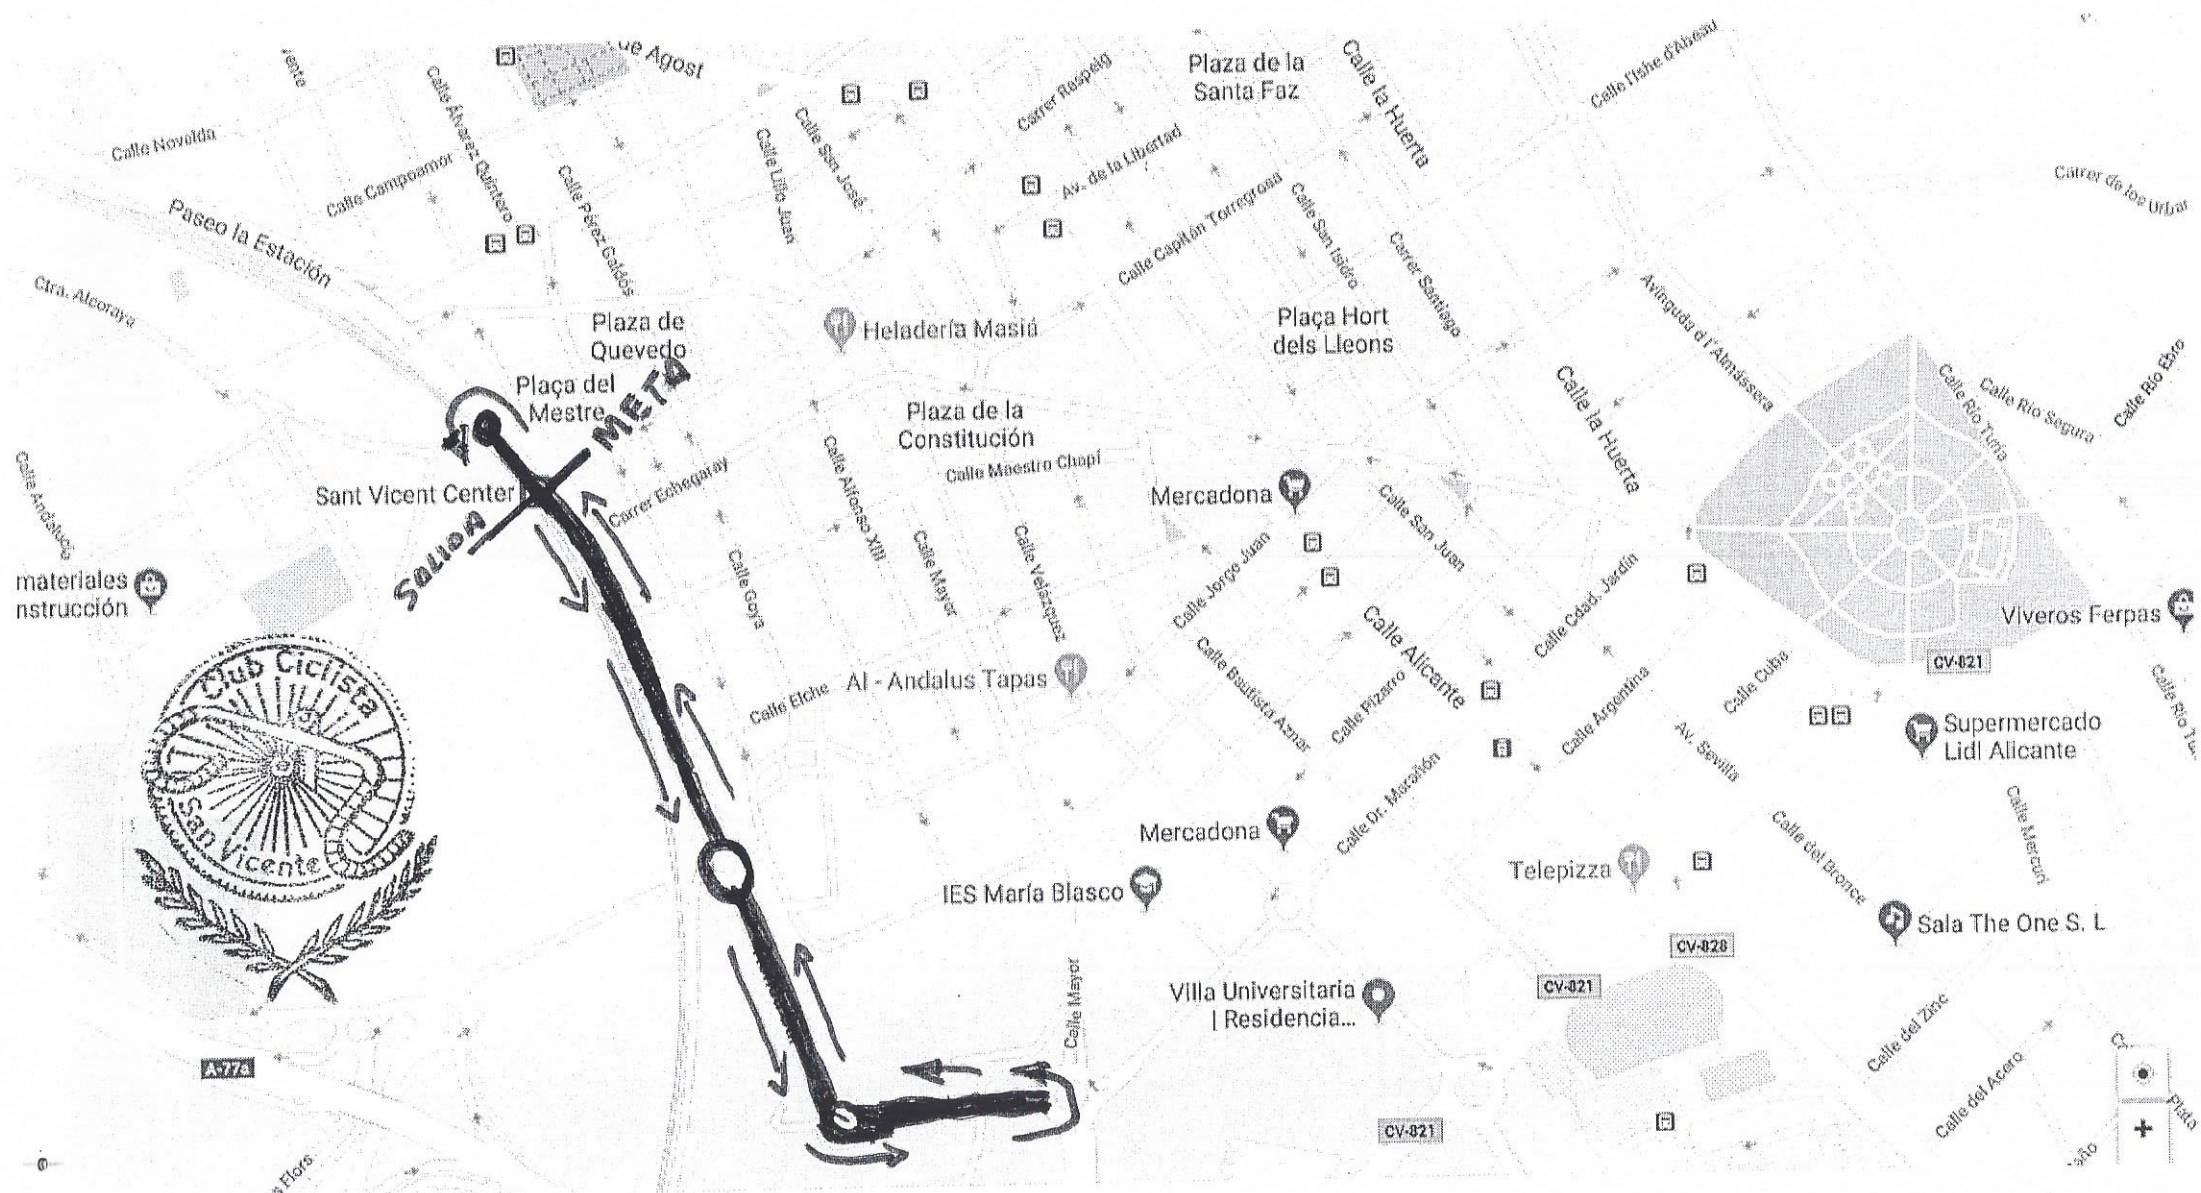 de Agost
Calle Novelda
Calle Álvarez Quintero
Calle Campoamor
Calle Pérez Galdós
Paseo la Estación
Ctra. Alcoraya
Calle Lillo Juan
Calle San José
Carrer Raspeig
Plaza de la
Santa Faz
Calle la Huerta
Calle l'Isbe d'Abeau
Av. de la Libertad
Calle Capitán Torregrosa
Calle San Isidro
Carrer Santiago
Carrer de los Urbar
Plaza de
Quevedo
Heladería Masiá
Plaça Hort
dels Lleons
Avinguda d l'Almàssera
Plaça del
Mestre
META
Plaza de la
Constitución
Calle Maestro Chapí
Calle la Huerta
Calle Río Turia
Calle Río Segura
Calle Río Ebro
Sant Vicent Center
SALIDA
Carrer Echegaray
Calle Alfonso XIII
Calle Mayor
Calle Velázquez
Calle Goya
Mercadona
Calle San Juan
Calle Jorge Juan
Calle Cdad. Jardín
Calle Andalucía
materiales
nstrucción
Calle Alicante
Viveros Ferpas
CV-821
Club Ciclista
San Vicente
Calle Elche
Al - Andalus Tapas
Calle Bautista Aznar
Calle Pizarro
Calle Argentina
Calle Cuba
Av. Sevilla
Supermercado
Lidl Alicante
Mercadona
Calle Dr. Marañón
IES María Blasco
Telepizza
Calle del Bronce
Calle Mercuri
Sala The One S. L
CV-828
CV-821
Villa Universitaria
| Residencia...
Calle Mayor
Calle del Zinc
Calle del Acero
A-77a
CV-821
Plata
Flors